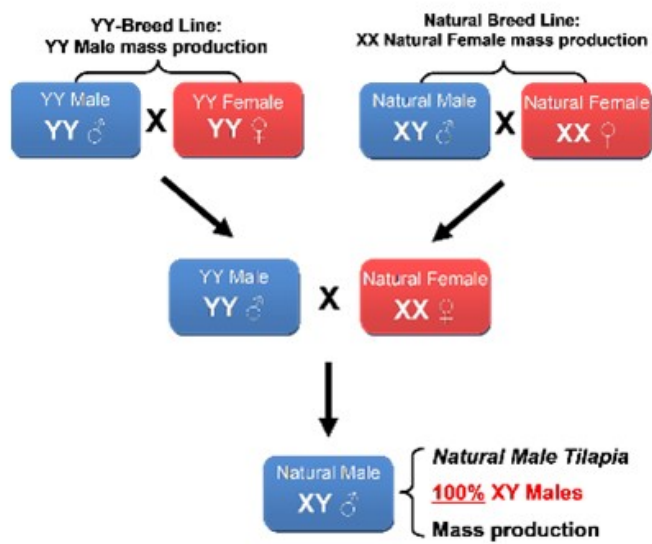 YY-Breed Line:
YY Male mass production
Natural Breed Line:
XX Natural Female mass production
YY Male
YY ♂
X
YY Female
YY ♀
Natural Male
XY ♂
X
Natural Female
XX ♀
YY Male
YY ♂
X
Natural Female
XX ♀
Natural Male
XY ♂
Natural Male Tilapia
100% XY Males
Mass production